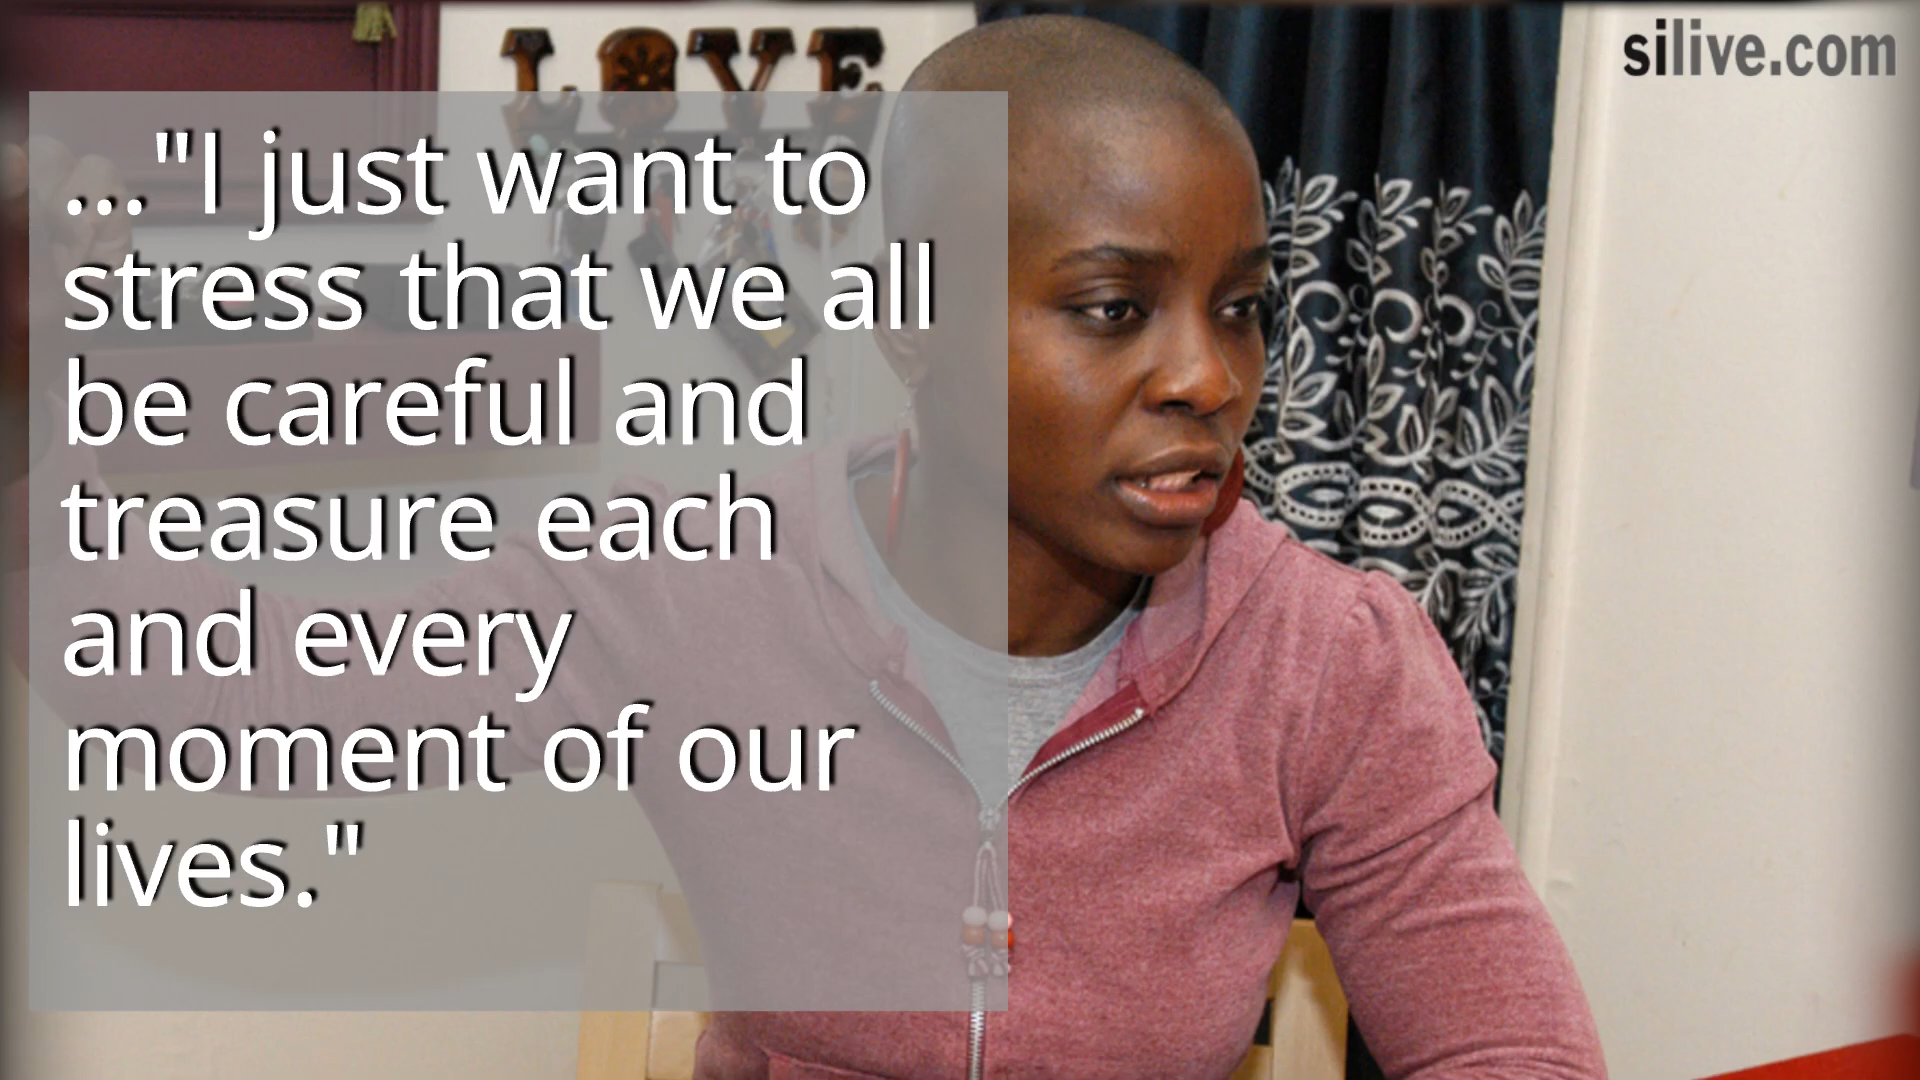 LOVE
silive.com
..."I just want to
stress that we all
be careful and
treasure each
and every
moment of our
lives."